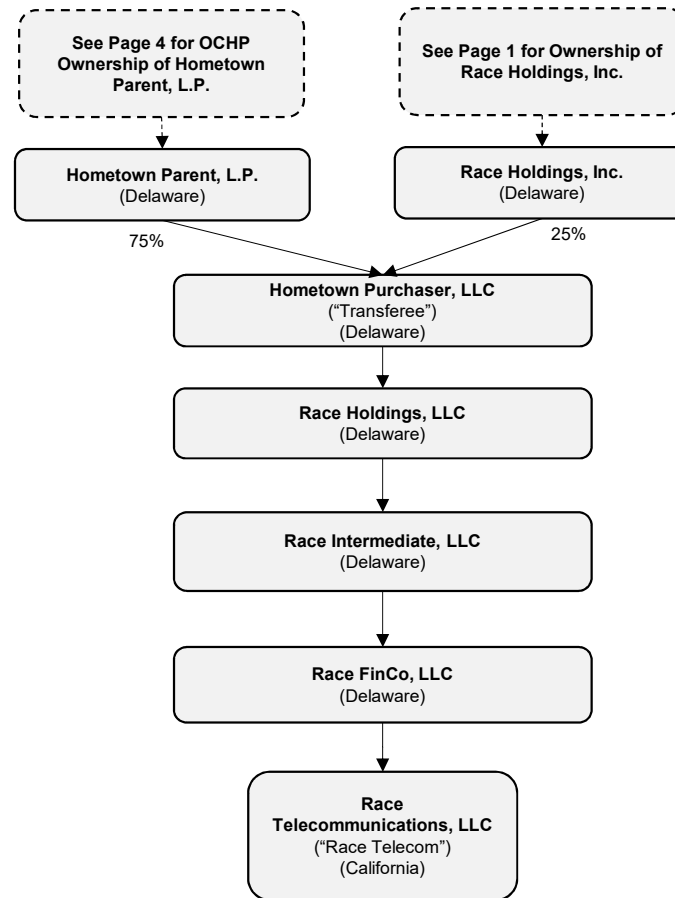 See Page 4 for OCHP
Ownership of Hometown
Parent, L.P.
See Page 1 for Ownership of
Race Holdings, Inc.
Hometown Parent, L.P.
(Delaware)
Race Holdings, Inc.
(Delaware)
75%
25%
Hometown Purchaser, LLC
(“Transferee”)
(Delaware)
Race Holdings, LLC
(Delaware)
Race Intermediate, LLC
(Delaware)
Race FinCo, LLC
(Delaware)
Race
Telecommunications, LLC
(“Race Telecom”)
(California)